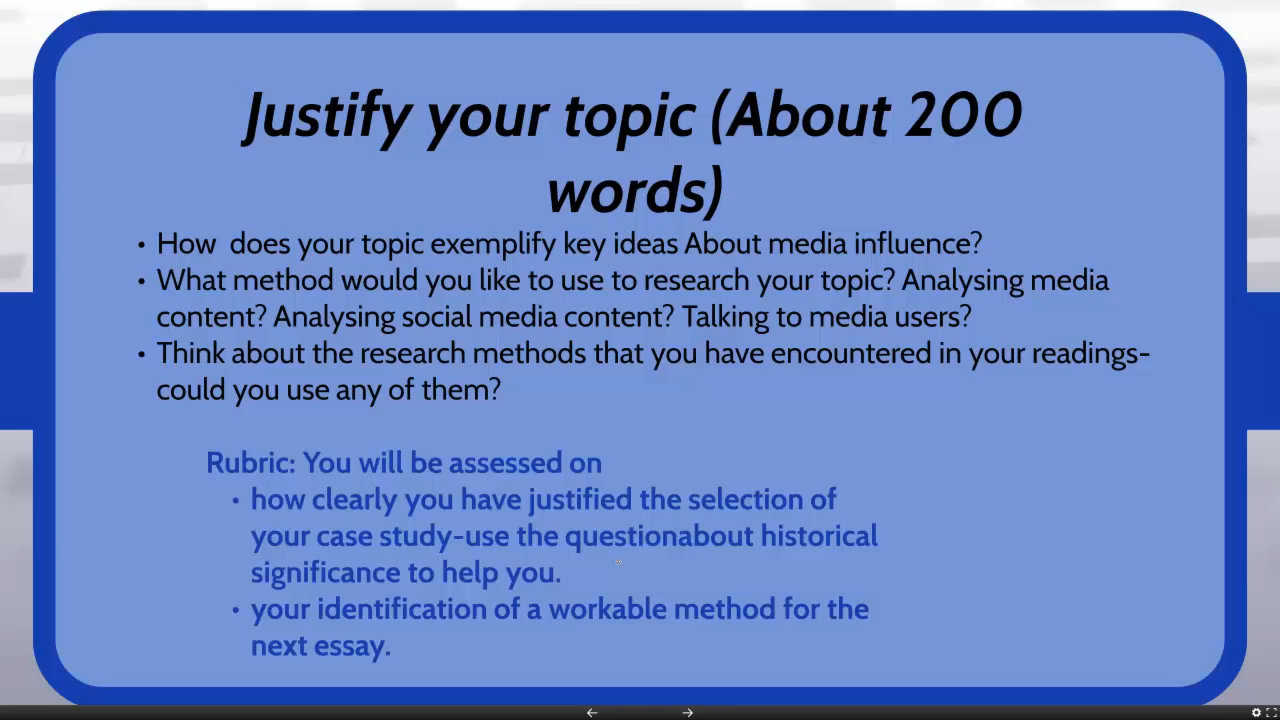 Justify your topic (About 200
words)
• How  does your topic exemplify key ideas About media influence?
• What method would you like to use to research your topic? Analysing media
content? Analysing social media content? Talking to media users?
• Think about the research methods that you have encountered in your readings-
could you use any of them?
Rubric: You will be assessed on
• how clearly you have justified the selection of
your case study-use the questionabout historical
significance to help you.
• your identification of a workable method for the
next essay.